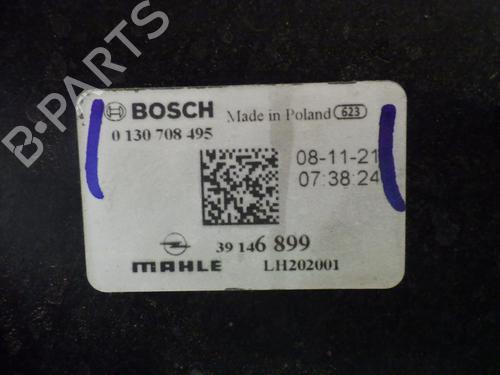 B-PARTS
BOSCH
Made in Poland 623
0 130 708 495
08-11-21
07:38:24
39 146 899
MAHLE LH202001